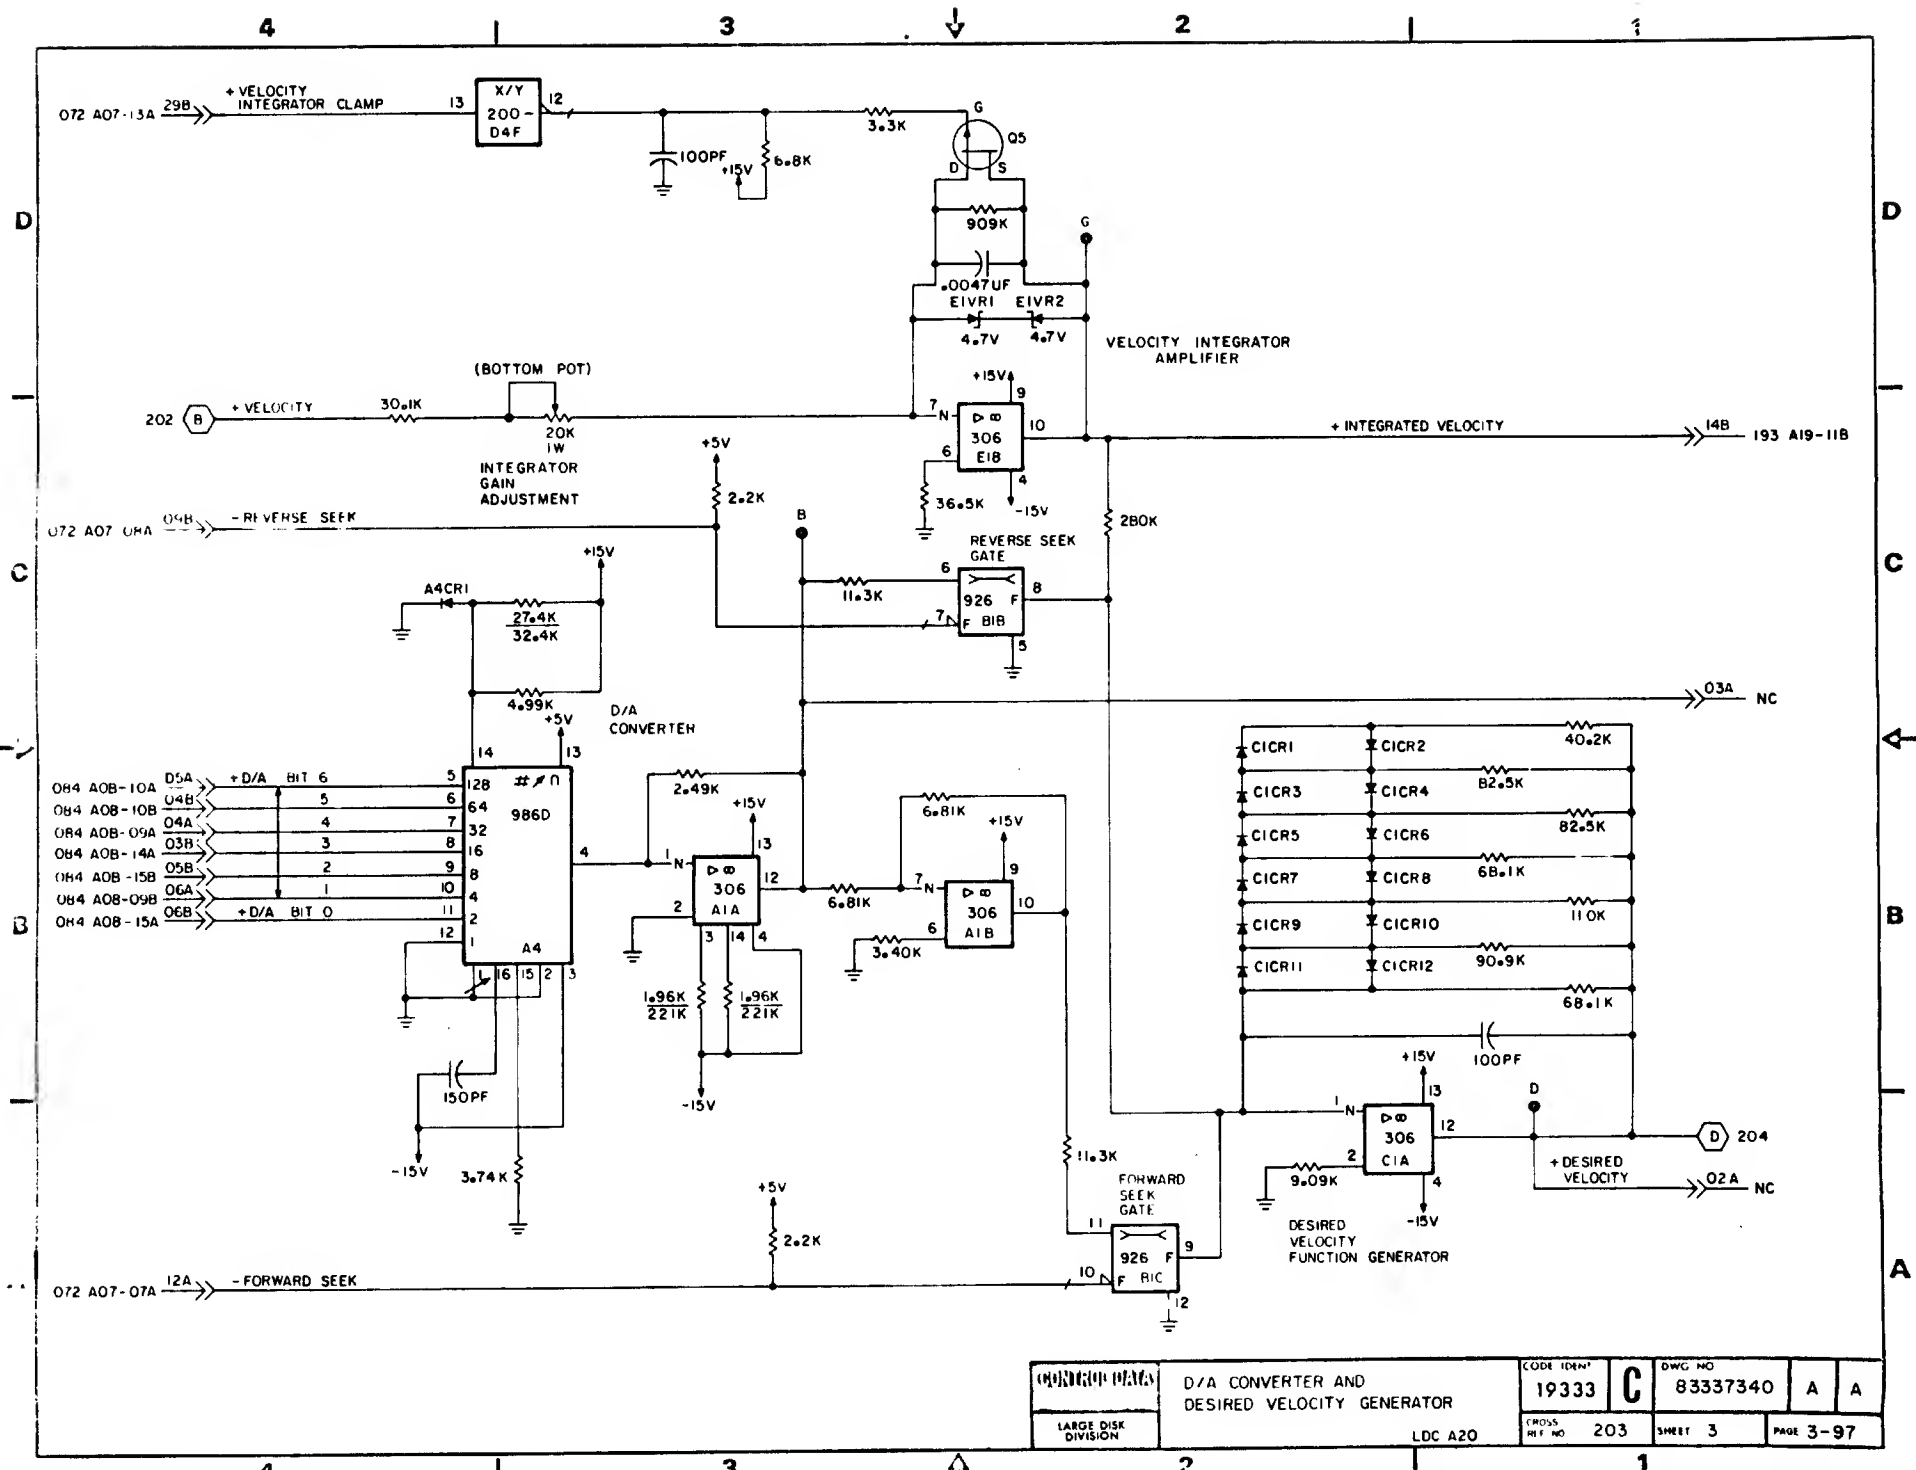 4 3 2 1
D D
C C
B B
A
072 A07-13A 29B
+ VELOCITY
INTEGRATOR CLAMP
13
X/Y
200-
D4F
12
100PF
+15V
6.8K
3.3K
G
Q5
D S
909K
.0047UF
E1VR1 E1VR2
4.7V 4.7V
G
VELOCITY INTEGRATOR
AMPLIFIER
(BOTTOM POT)
202 B + VELOCITY 30.1K
20K
1W
INTEGRATOR
GAIN
ADJUSTMENT
+15V
9
7 N
306
E1B
10
6
4
-15V
36.5K
+ INTEGRATED VELOCITY 14B 193 A19-11B
+5V
2.2K
072 A07 08A 09B - REVERSE SEEK
B
280K
REVERSE SEEK
GATE
11.3K
6
926 F
8
7 F B1B
5
+15V
A4CR1
27.4K
32.4K
4.99K
+5V
D/A
CONVERTER
03A NC
14 13
084 A08-10A 05A + D/A BIT 6 5 128
084 A08-10B 04B 5 6 64
084 A08-09A 04A 4 7 32
084 A08-14A 03B 3 8 16
084 A08-15B 05B 2 9 8
084 A08-09B 06A 1 10 4
084 A08-15A 06B + D/A BIT 0 11 2
12 1
986D
A4
4
1 16 15 2 3
150PF
-15V
3.74K
2.49K
+15V
13
1 N
306
A1A
12
2
3 14 4
1.96K
221K
1.96K
221K
-15V
6.81K
6.81K
+15V
9
7 N
306
A1B
10
6
3.40K
C1CR1 C1CR2 40.2K
82.5K
C1CR3 C1CR4
82.5K
C1CR5 C1CR6
68.1K
C1CR7 C1CR8
110K
C1CR9 C1CR10
90.9K
C1CR11 C1CR12
68.1K
100PF
+15V
13
1 N
306
C1A
12
2
4
-15V
9.09K
D
D 204
+ DESIRED
VELOCITY
02A NC
DESIRED
VELOCITY
FUNCTION GENERATOR
11.3K
FORWARD
SEEK
GATE
11
926 F
9
10 F B1C
12
+5V
2.2K
072 A07-07A 12A - FORWARD SEEK
CONTROL DATA
LARGE DISK
DIVISION
D/A CONVERTER AND
DESIRED VELOCITY GENERATOR
LDC A20
CODE IDENT
19333
C
DWG NO
83337340 A A
CROSS
REF NO 203
SHEET 3
PAGE 3-97
4 3 2 1